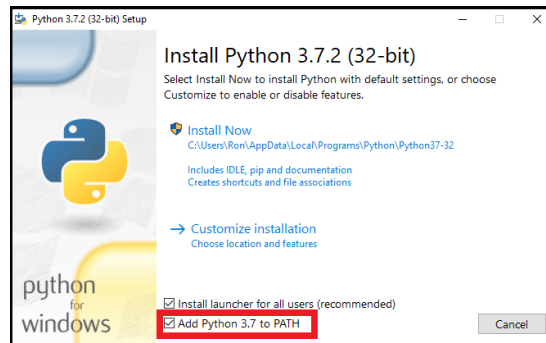 Python 3.7.2 (32-bit) Setup
Install Python 3.7.2 (32-bit)
Select Install Now to install Python with default settings, or choose
Customize to enable or disable features.
Install Now
C:\Users\Ron\AppData\Local\Programs\Python\Python37-32
Includes IDLE, pip and documentation
Creates shortcuts and file associations
Customize installation
Choose location and features
python
for
windows
Install launcher for all users (recommended)
Add Python 3.7 to PATH
Cancel